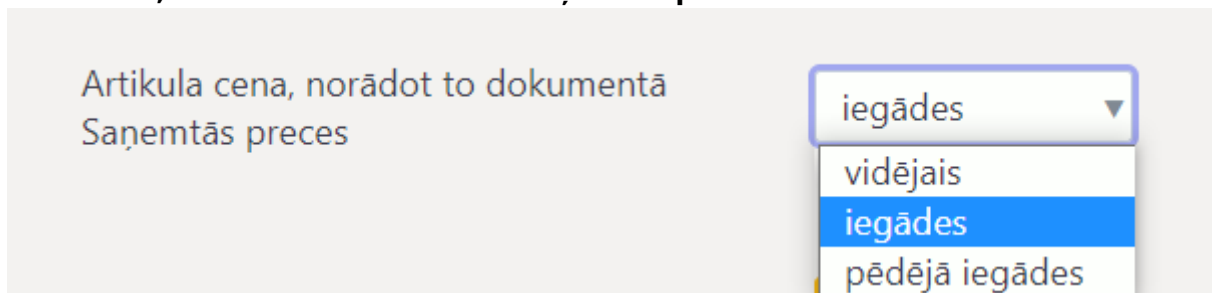 Artikula cena, norādot to dokumentā
Saņemtās preces
iegādes
vidējais
iegādes
pēdējā iegādes